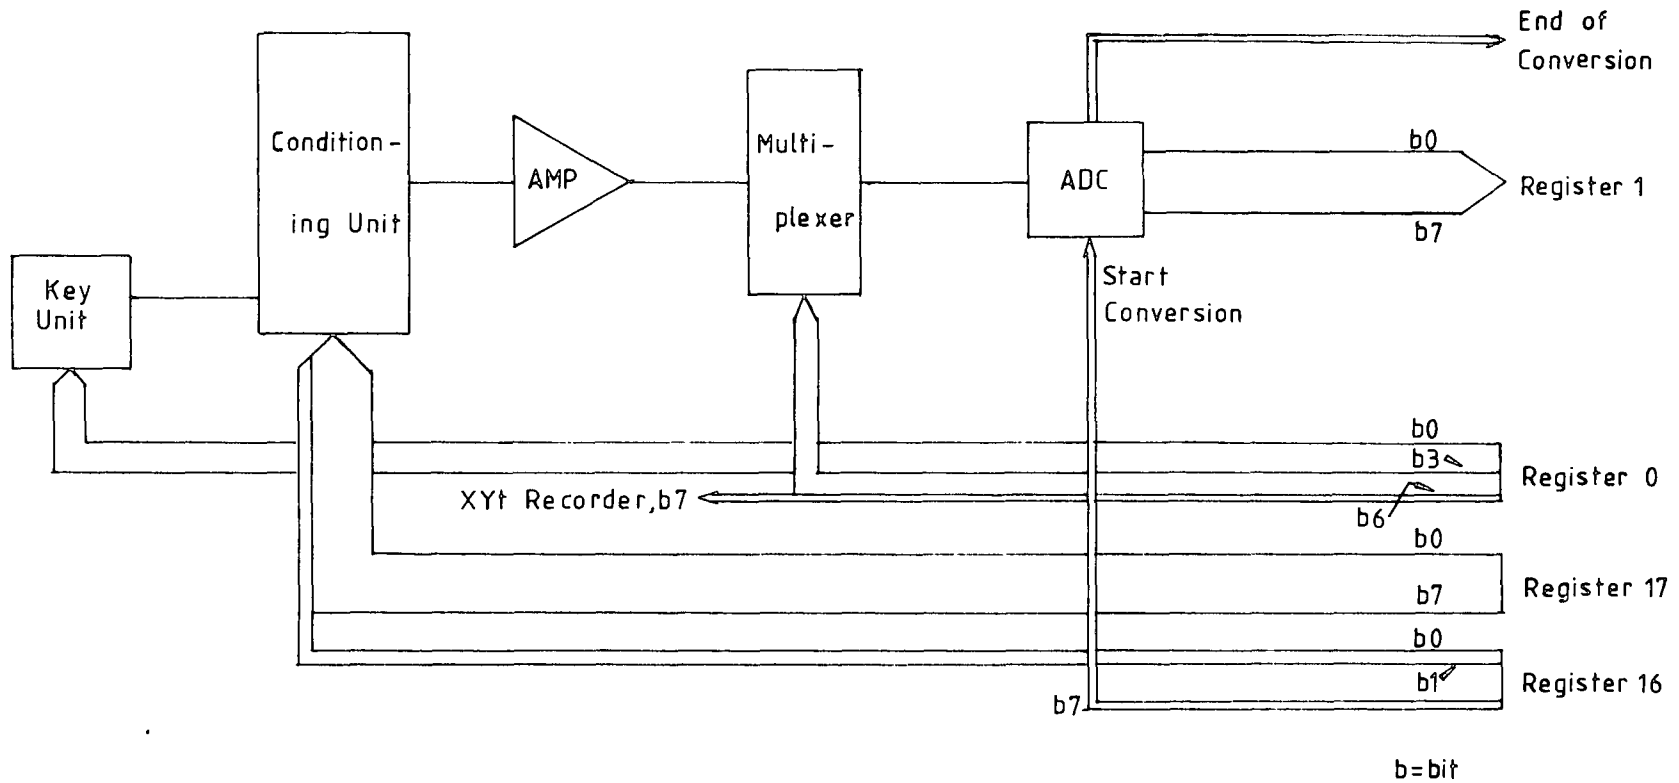 End of
Conversion
Condition-
ing Unit
AMP
Multi-
plexer
ADC
b0
Register 1
b7
Key
Unit
Start
Conversion
b0
b3
Register 0
XYt Recorder,b7
b6
b0
b7
Register 17
b0
b1
Register 16
b7
b=bit